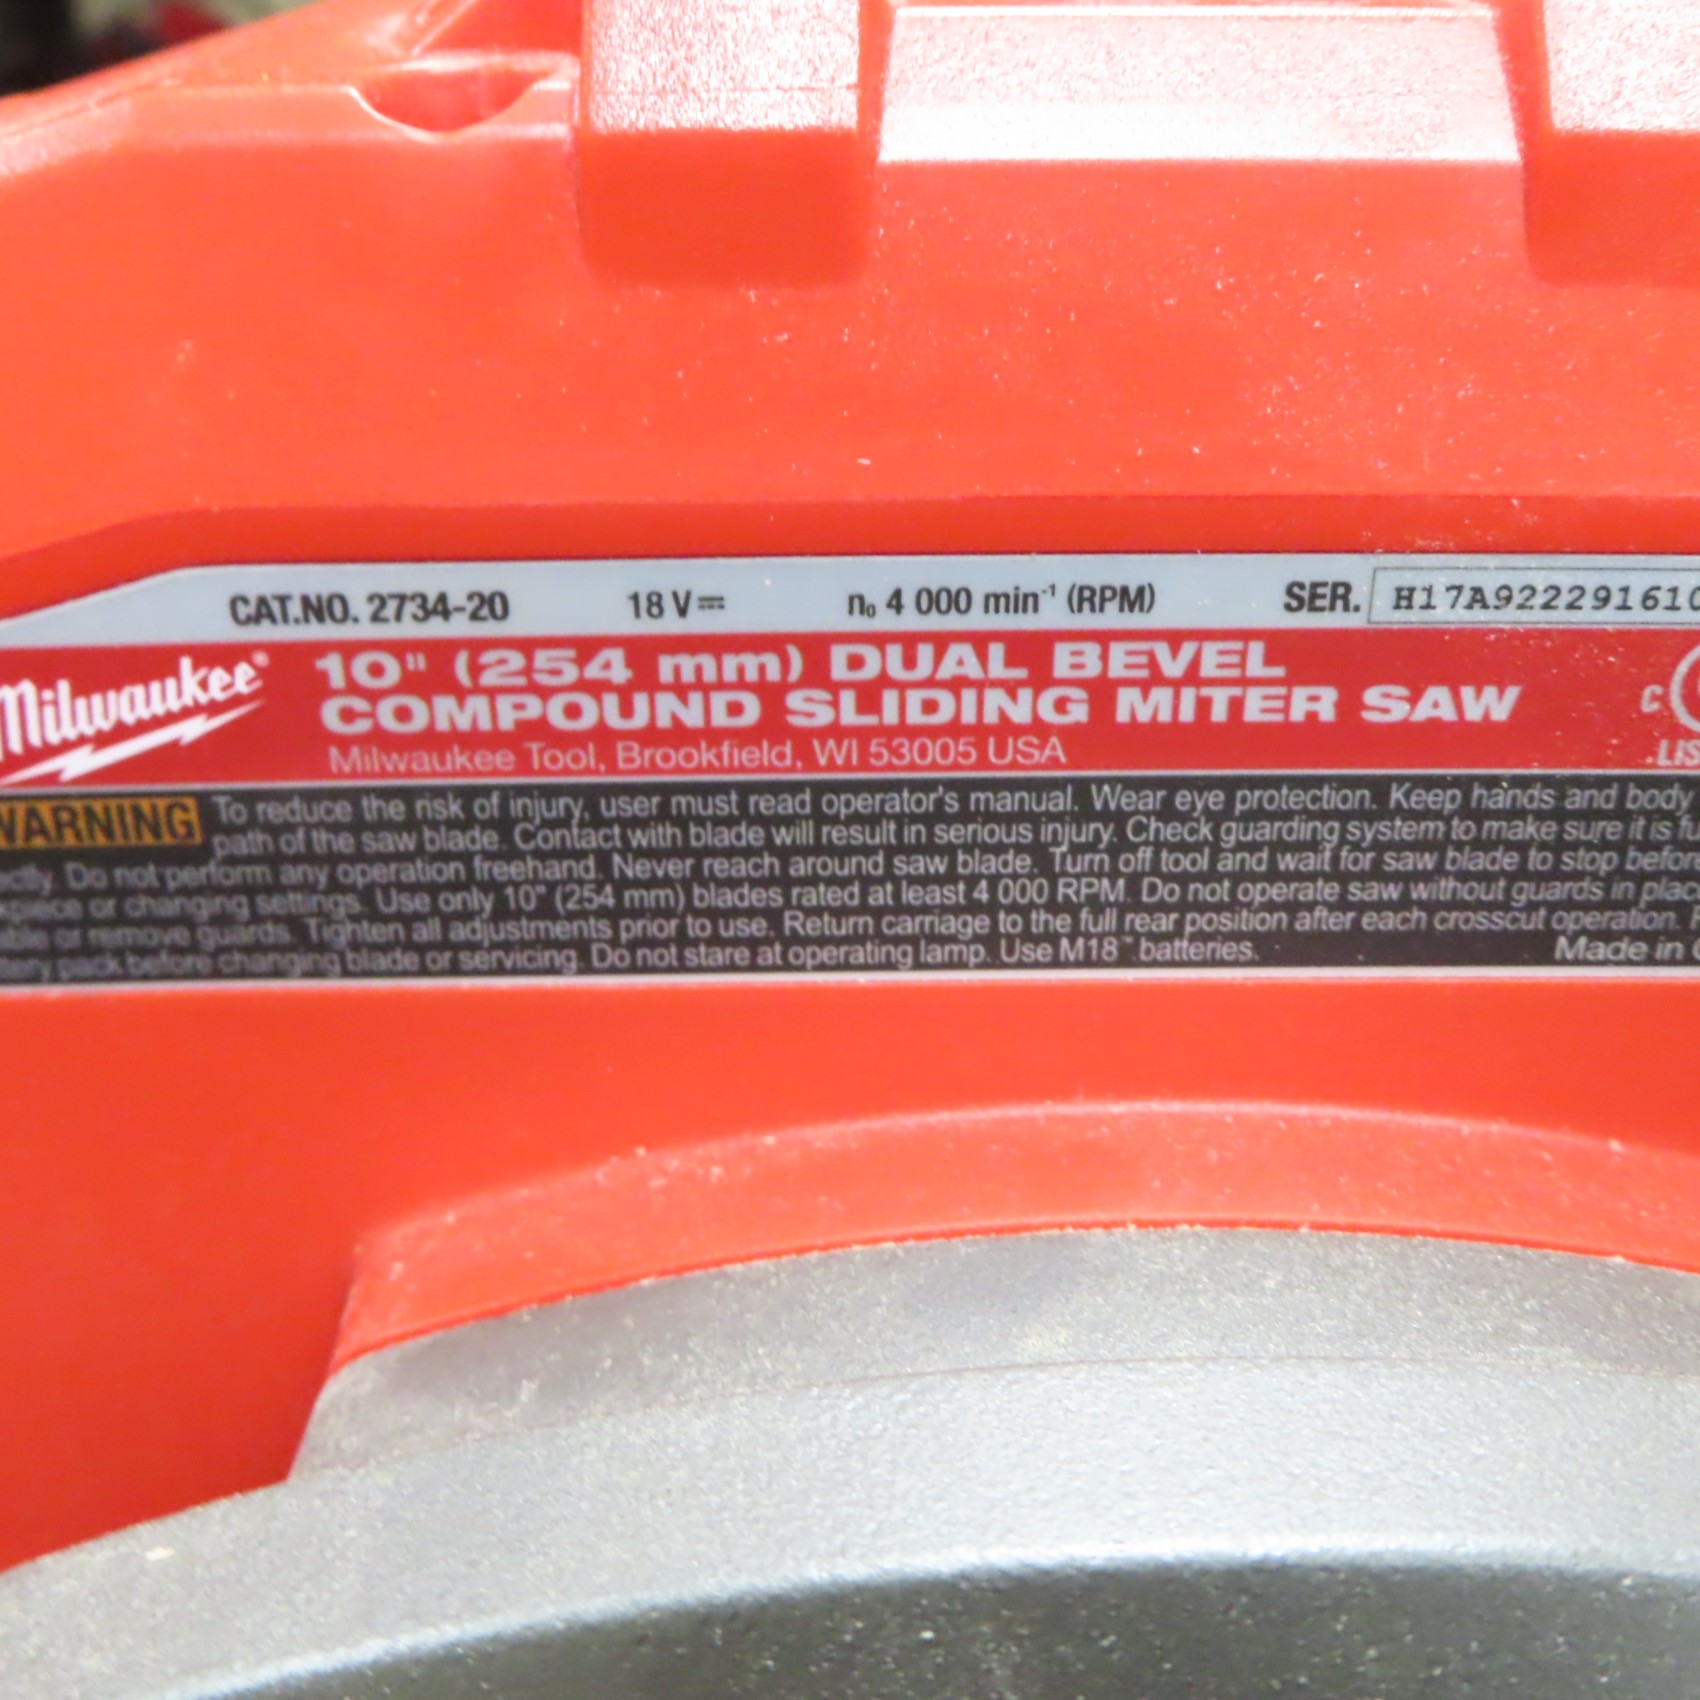 CAT.NO. 2734-20 18 V⎓ n₀ 4 000 min⁻¹ (RPM) SER. H17A92229161
Milwaukee®
10" (254 mm) DUAL BEVEL
COMPOUND SLIDING MITER SAW
Milwaukee Tool, Brookfield, WI 53005 USA
C
LIS
WARNING To reduce the risk of injury, user must read operator's manual. Wear eye protection. Keep hands and body
path of the saw blade. Contact with blade will result in serious injury. Check guarding system to make sure it is
Do not perform any operation freehand. Never reach around saw blade. Turn off tool and wait for saw blade to stop
or changing settings. Use only 10" (254 mm) blades rated at least 4 000 RPM. Do not operate saw without guards in
or remove guards. Tighten all adjustments prior to use. Return carriage to the full rear position after each crosscut operation.
pack before changing blade or servicing. Do not stare at operating lamp. Use M18™ batteries. Made in